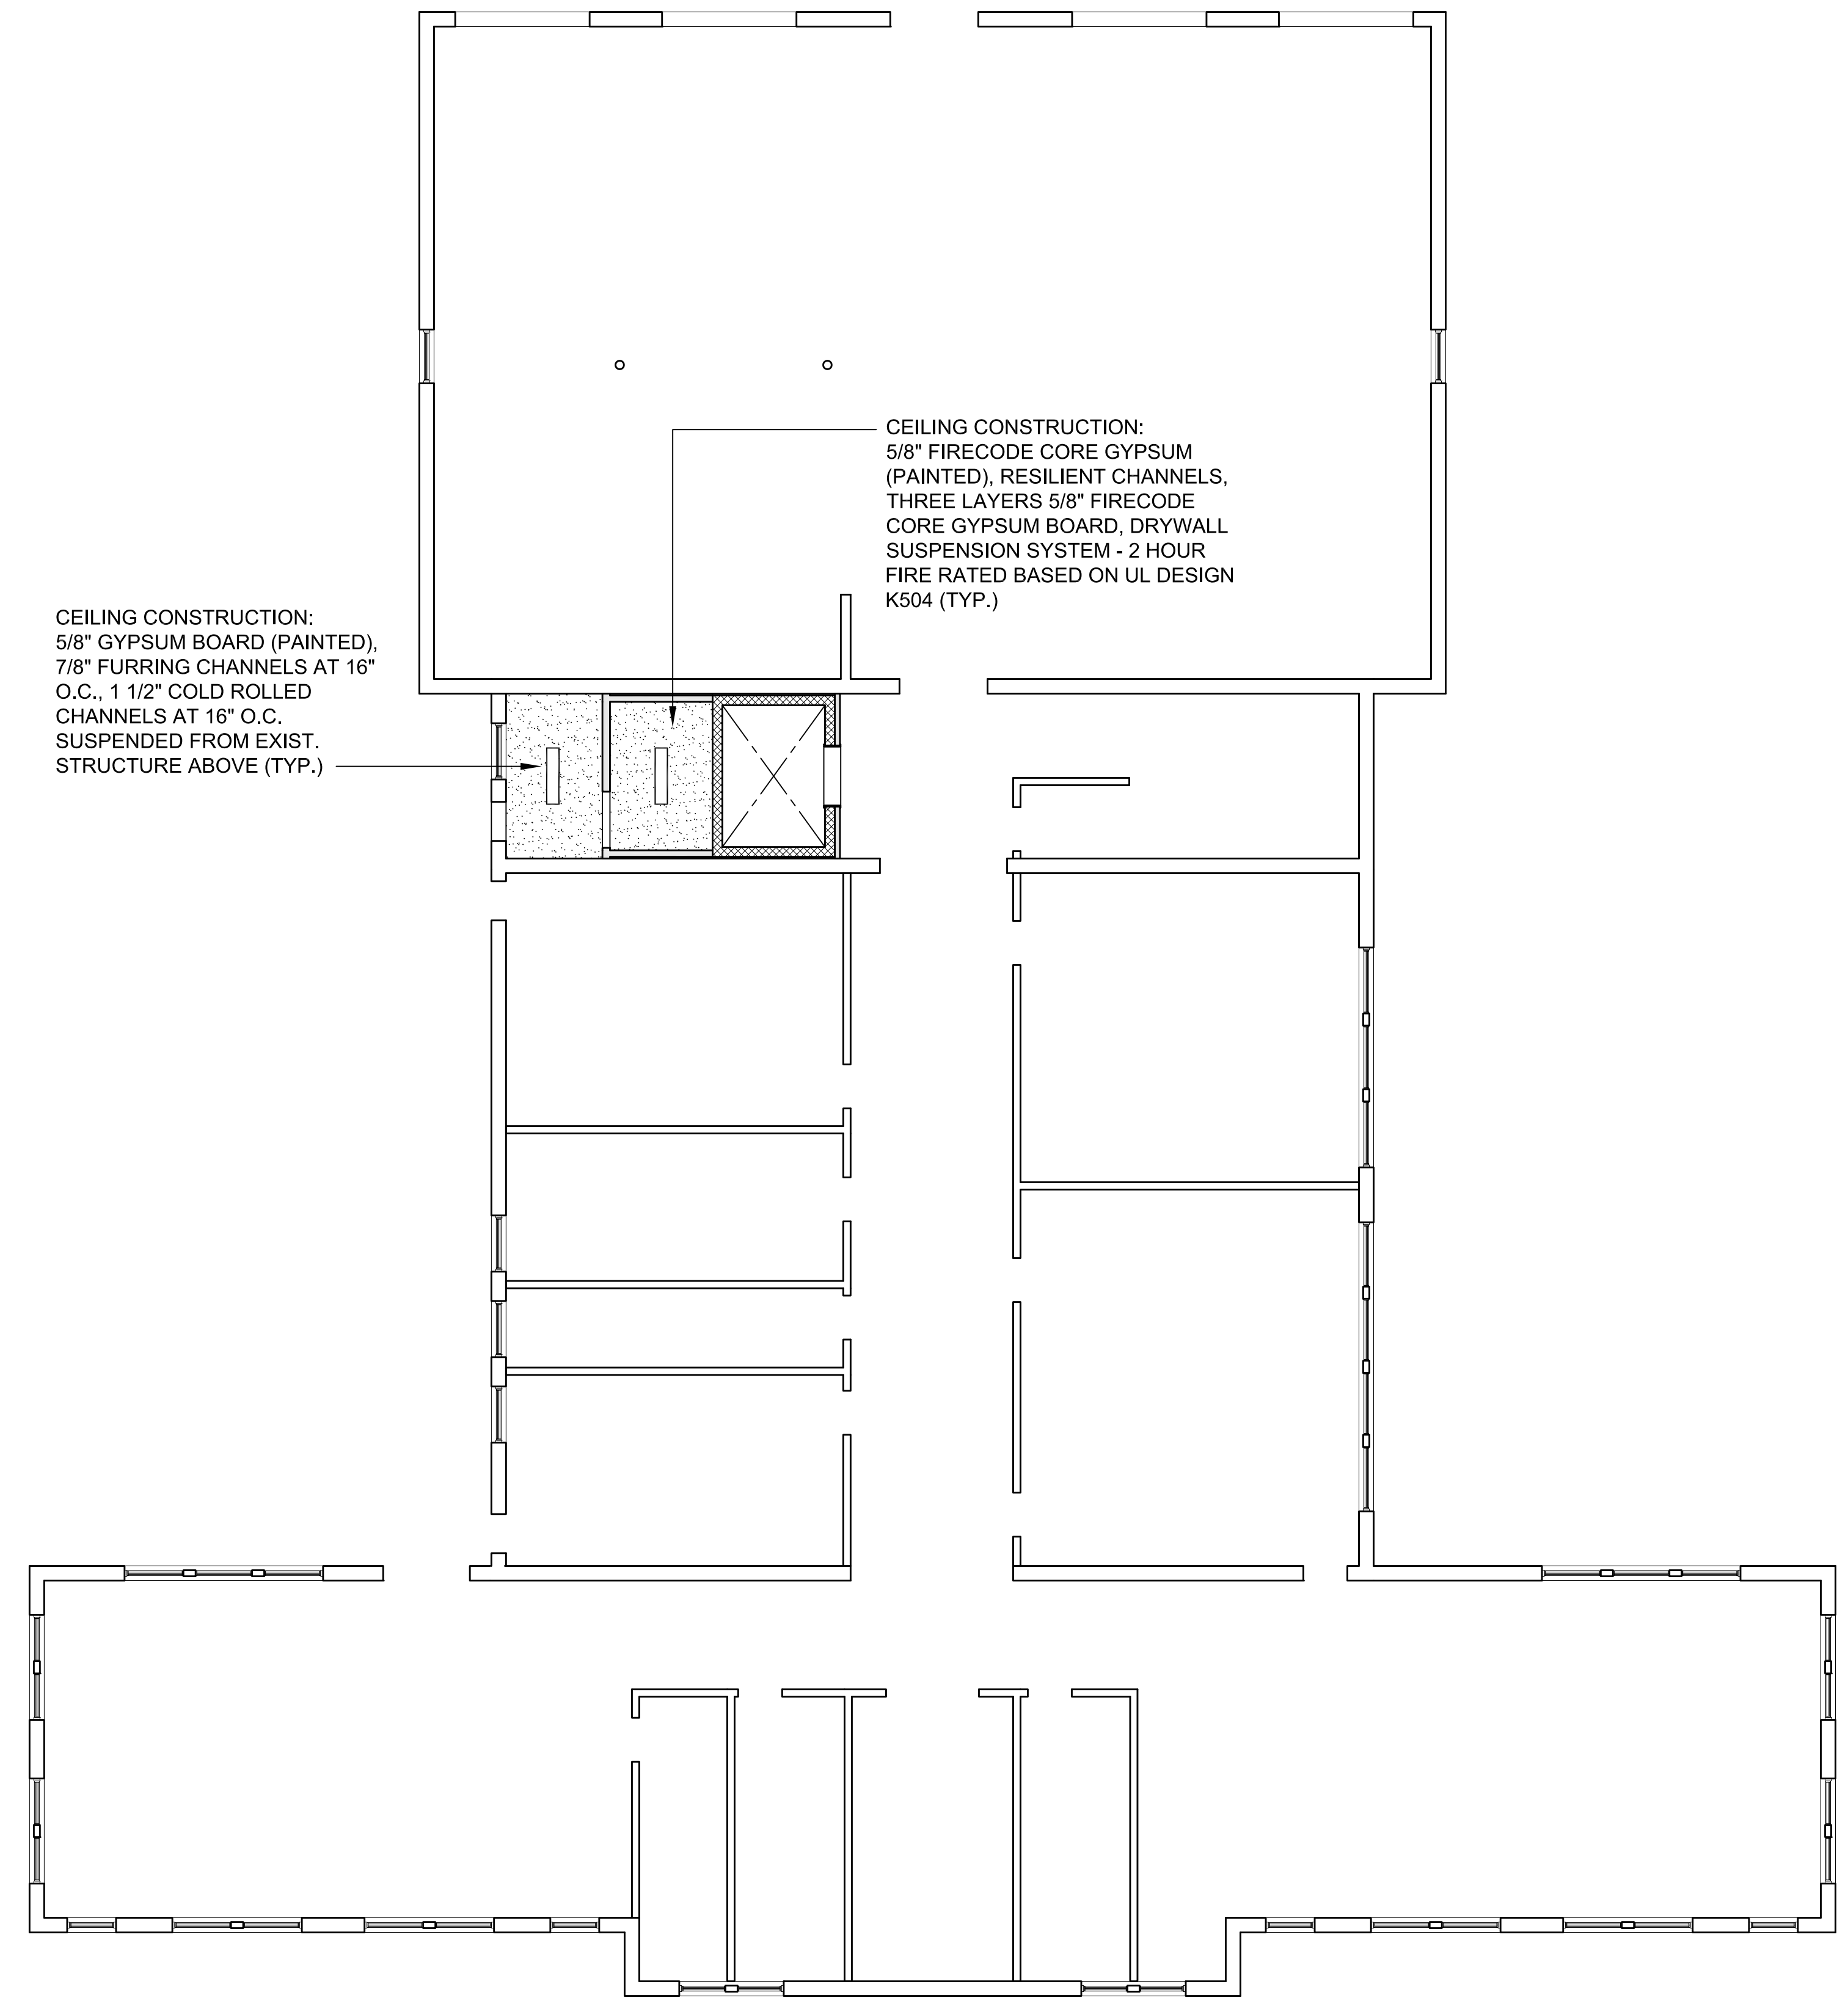 CEILING CONSTRUCTION:
5/8" FIRECODE CORE GYPSUM
(PAINTED), RESILIENT CHANNELS,
THREE LAYERS 5/8" FIRECODE
CORE GYPSUM BOARD, DRYWALL
SUSPENSION SYSTEM - 2 HOUR
FIRE RATED BASED ON UL DESIGN
K504 (TYP.)
CEILING CONSTRUCTION:
5/8" GYPSUM BOARD (PAINTED),
7/8" FURRING CHANNELS AT 16"
O.C., 1 1/2" COLD ROLLED
CHANNELS AT 16" O.C.
SUSPENDED FROM EXIST.
STRUCTURE ABOVE (TYP.)